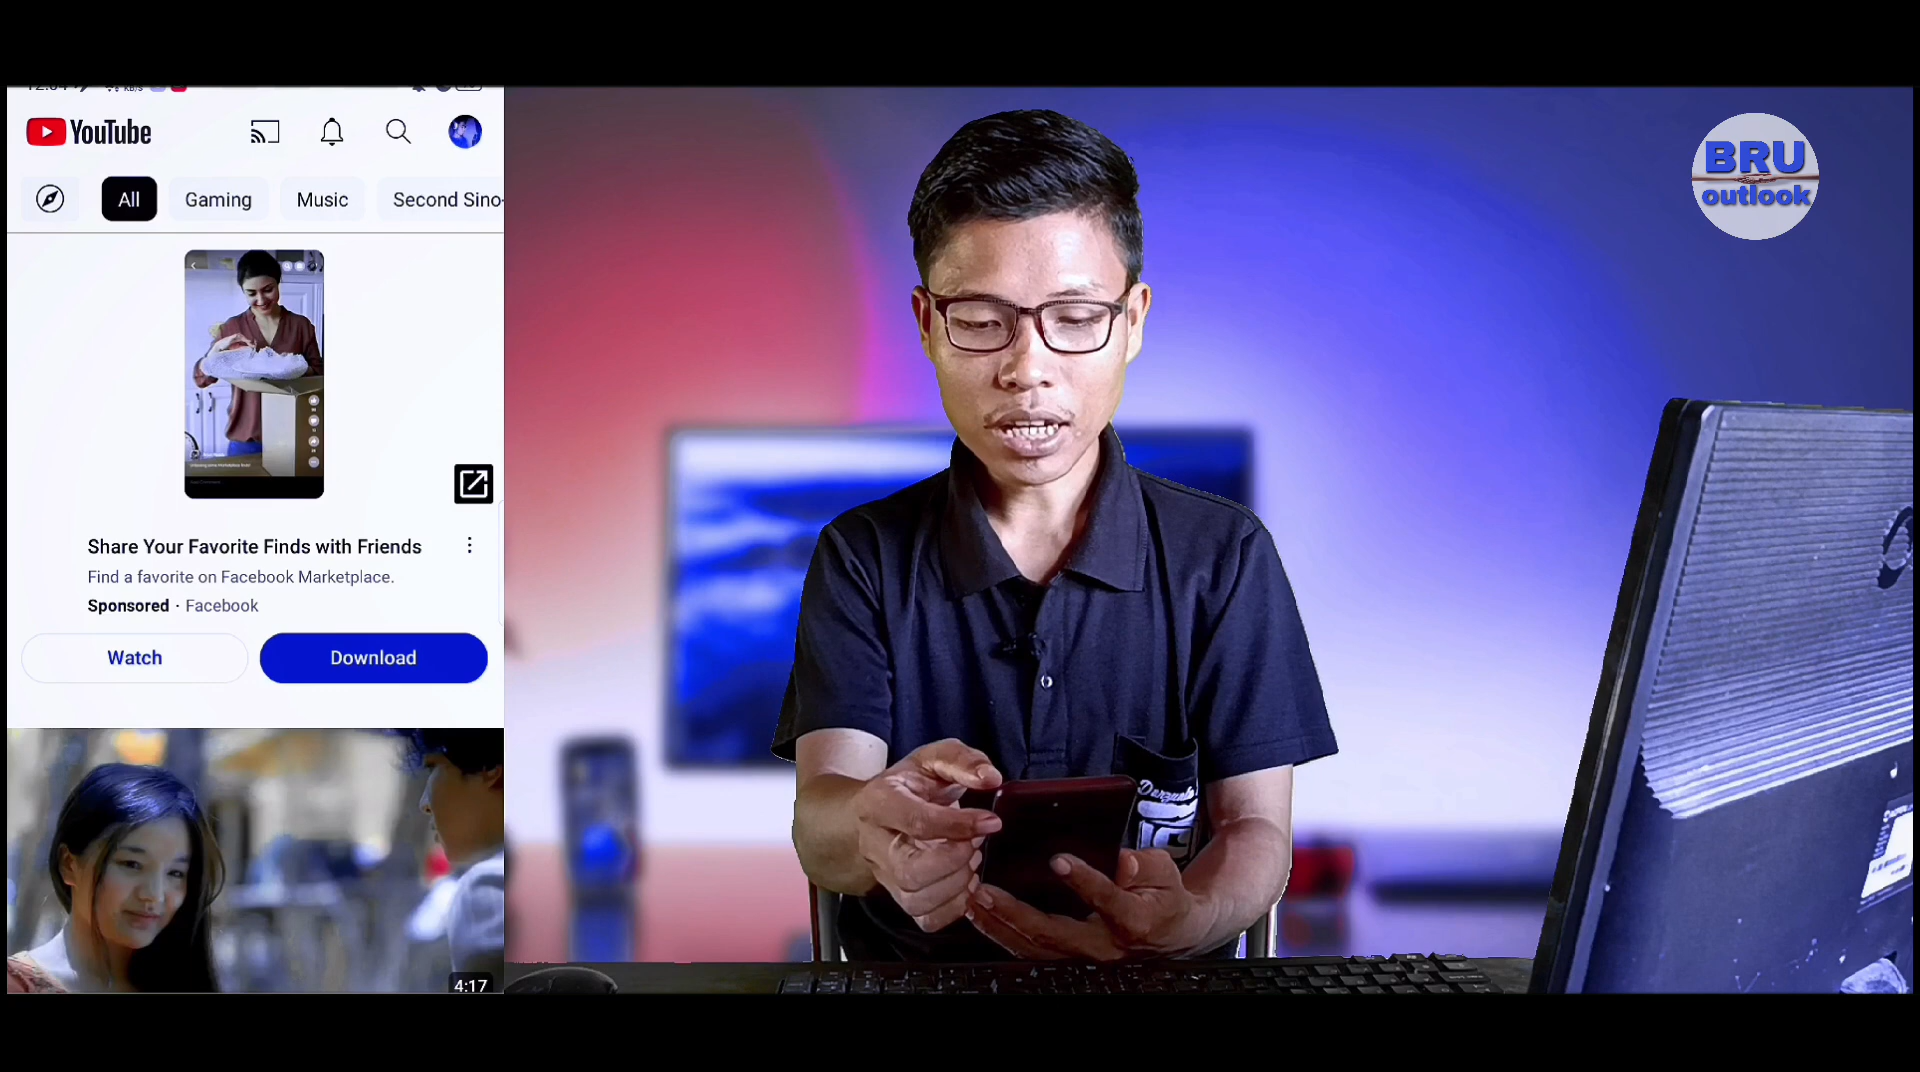 YouTube
All
Gaming
Music
Second Sino-
Share Your Favorite Finds with Friends
Find a favorite on Facebook Marketplace.
Sponsored · Facebook
Watch
Download
4:17
BRU
outlook